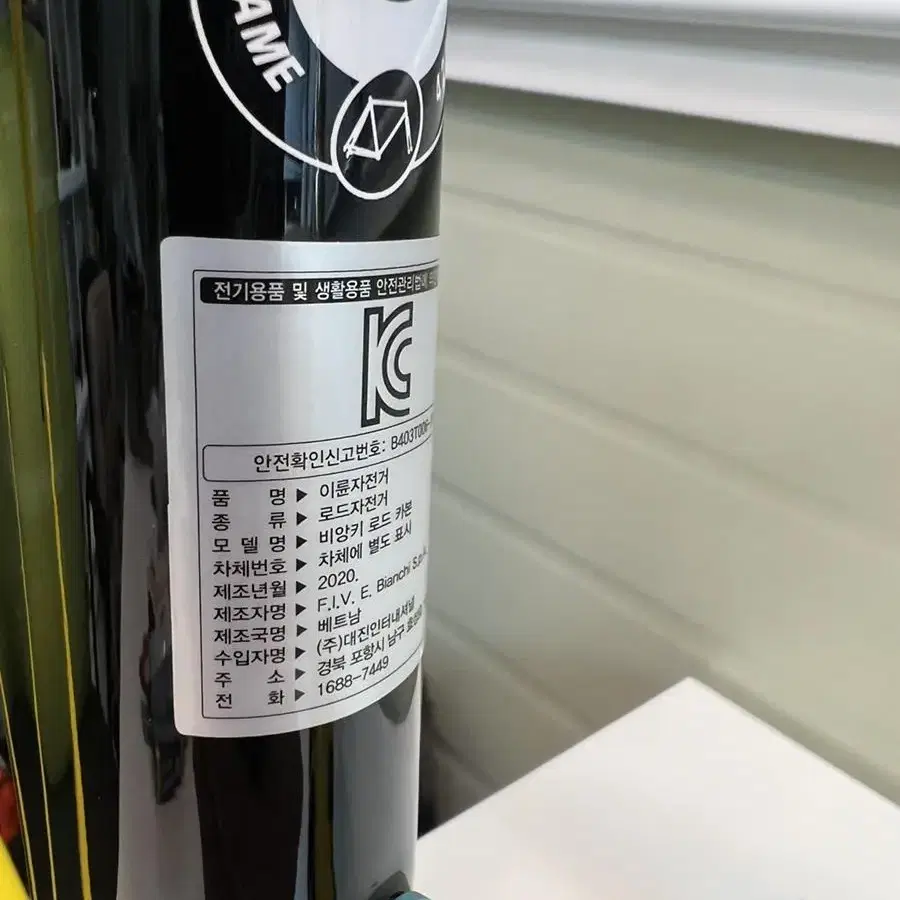 AME
전기용품 및 생활용품 안전관리법에
KC
안전확인신고번호: B403T006-
품 명 ▶ 이륜자전거
종 류 ▶ 로드자전거
모 델 명 ▶ 비앙키 로드 카본
차체번호 ▶ 차체에 별도 표시
제조년월 ▶ 2020.
제조자명 ▶ F.I.V. E. Bianchi S.p.A.
제조국명 ▶ 베트남
수입자명 ▶ (주)대진인터내셔널
주 소 ▶ 경북 포항시 남구
전 화 ▶ 1688-7449